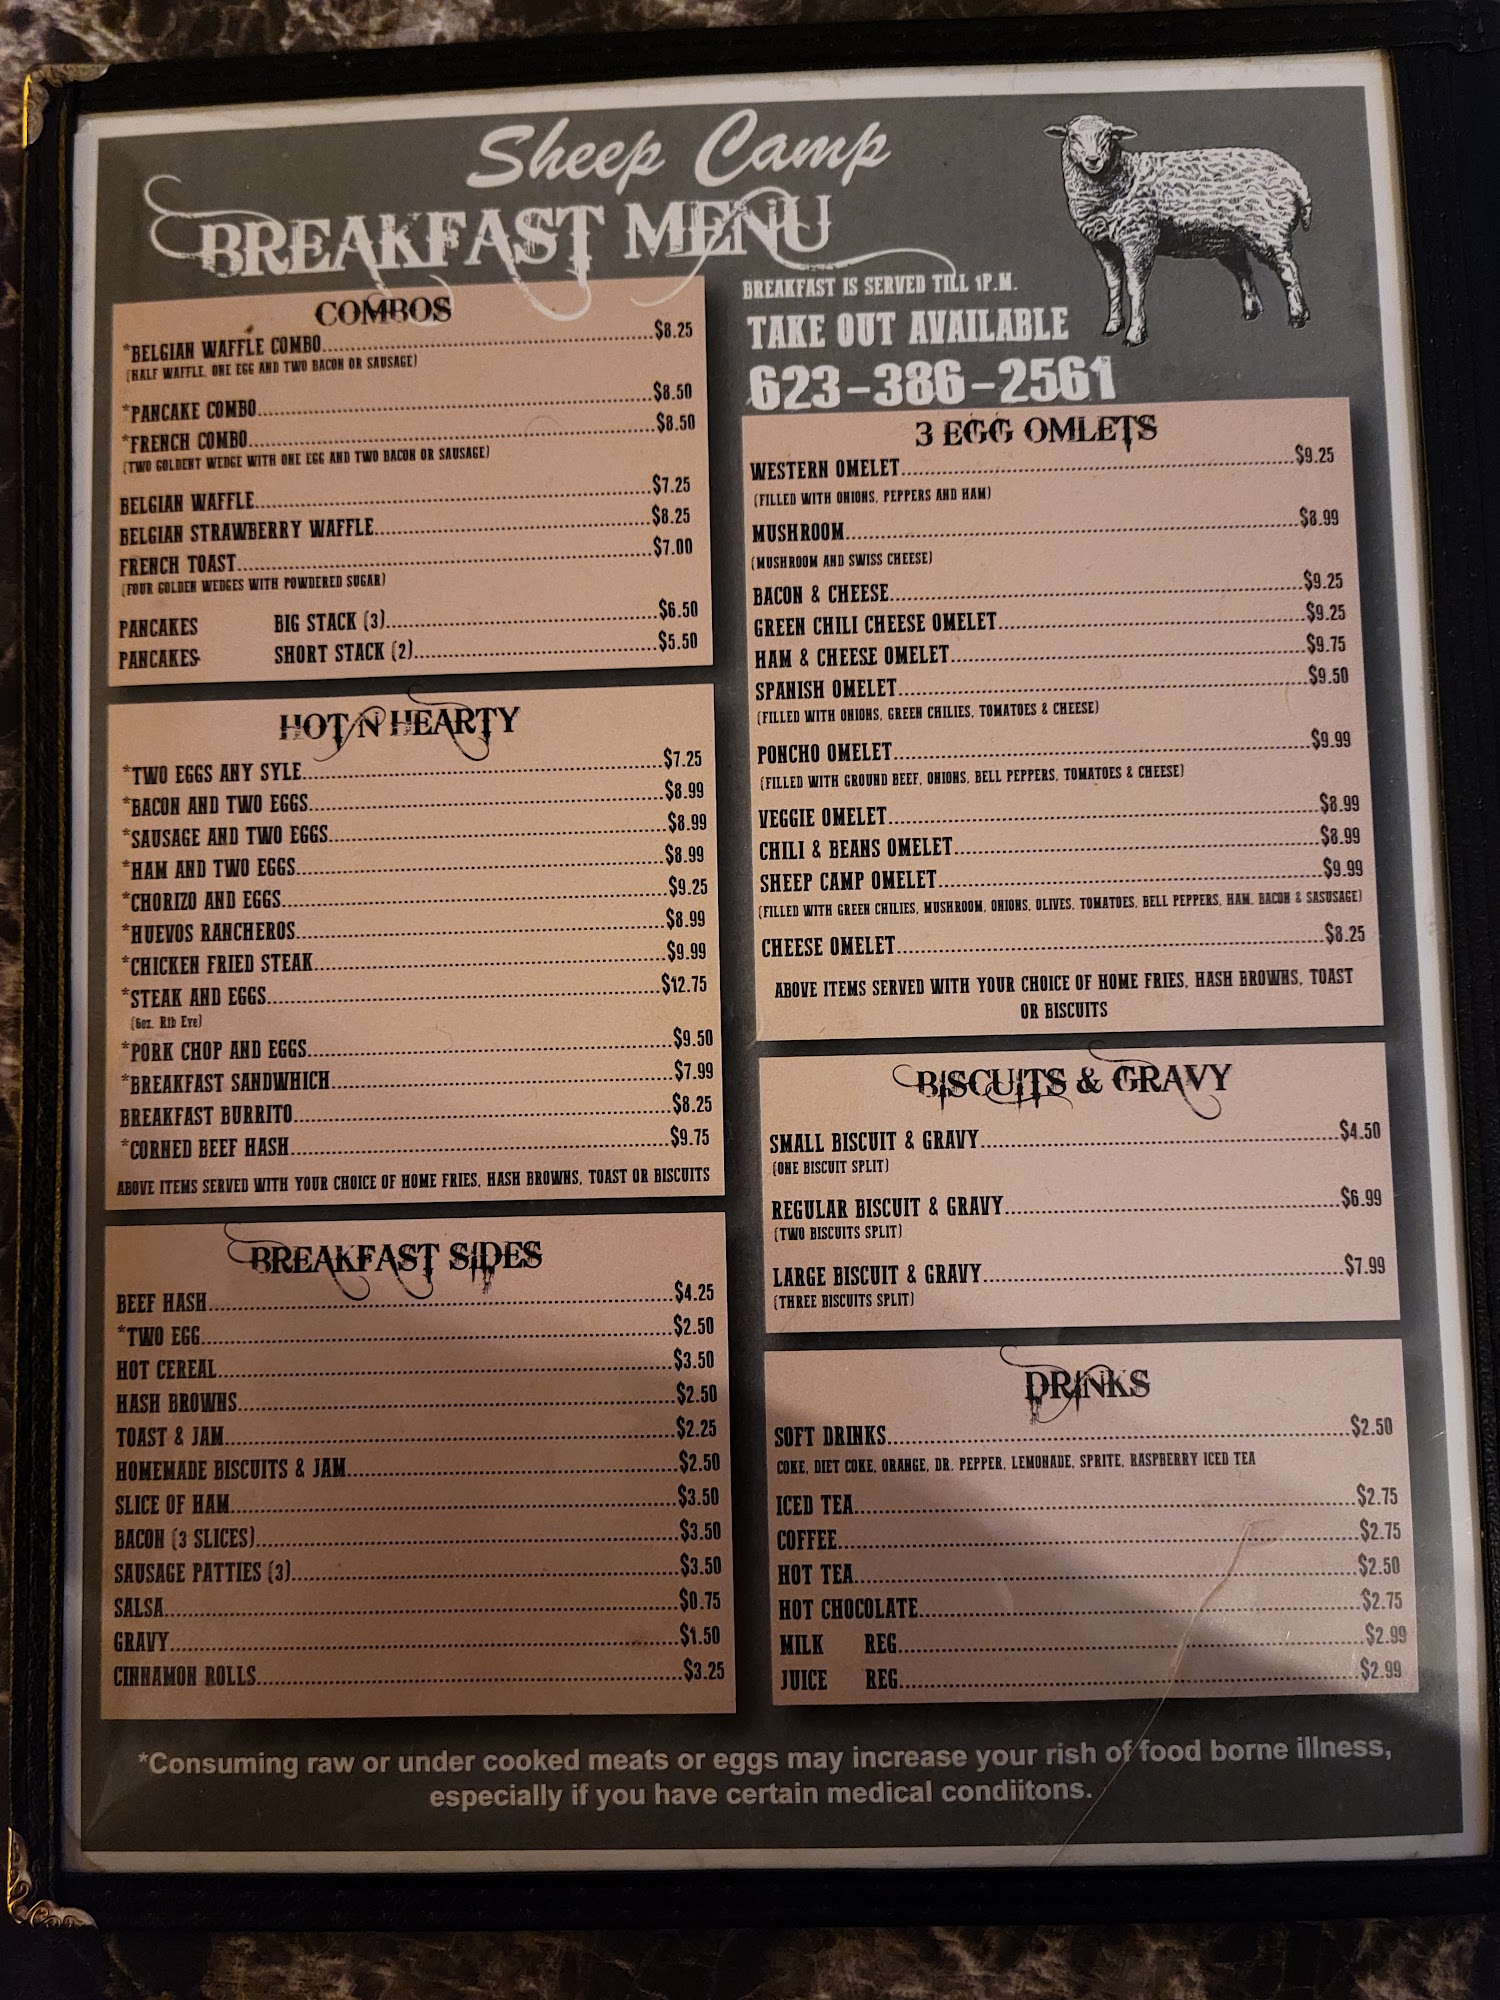 Sheep Camp
BREAKFAST MENU
COMBOS
*BELGIAN WAFFLE COMBO $8.25
(HALF WAFFLE, ONE EGG AND TWO BACON OR SAUSAGE)
*PANCAKE COMBO $8.50
*FRENCH COMBO $8.50
(TWO GOLDENT WEDGE WITH ONE EGG AND TWO BACON OR SAUSAGE)
BELGIAN WAFFLE $7.25
BELGIAN STRAWBERRY WAFFLE $8.25
FRENCH TOAST $7.00
(FOUR GOLDEN WEDGES WITH POWDERED SUGAR)
PANCAKES BIG STACK (3) $6.50
PANCAKES SHORT STACK (2) $5.50
HOT N HEARTY
*TWO EGGS ANY SYLE $7.25
*BACON AND TWO EGGS $8.99
*SAUSAGE AND TWO EGGS $8.99
*HAM AND TWO EGGS $8.99
*CHORIZO AND EGGS $9.25
*HUEVOS RANCHEROS $8.99
*CHICKEN FRIED STEAK $9.99
*STEAK AND EGGS $12.75
(6oz. Rib Eye)
*PORK CHOP AND EGGS $9.50
*BREAKFAST SANDWHICH $7.99
BREAKFAST BURRITO $8.25
*CORNED BEEF HASH $9.75
ABOVE ITEMS SERVED WITH YOUR CHOICE OF HOME FRIES, HASH BROWNS, TOAST OR BISCUITS
BREAKFAST SIDES
BEEF HASH $4.25
*TWO EGG $2.50
HOT CEREAL $3.50
HASH BROWNS $2.50
TOAST & JAM $2.25
HOMEMADE BISCUITS & JAM $2.50
SLICE OF HAM $3.50
BACON (3 SLICES) $3.50
SAUSAGE PATTIES (3) $3.50
SALSA $0.75
GRAVY $1.50
CINNAMON ROLLS $3.25
BREAKFAST IS SERVED TILL 1P.M.
TAKE OUT AVAILABLE
623-386-2561
3 EGG OMLETS
WESTERN OMELET $9.25
(FILLED WITH ONIONS, PEPPERS AND HAM)
MUSHROOM $8.99
(MUSHROOM AND SWISS CHEESE)
BACON & CHEESE $9.25
GREEN CHILI CHEESE OMELET $9.25
HAM & CHEESE OMELET $9.75
SPANISH OMELET $9.50
(FILLED WITH ONIONS, GREEN CHILIES, TOMATOES & CHEESE)
PONCHO OMELET $9.99
(FILLED WITH GROUND BEEF, ONIONS, BELL PEPPERS, TOMATOES & CHEESE)
VEGGIE OMELET $8.99
CHILI & BEANS OMELET $8.99
SHEEP CAMP OMELET $9.99
(FILLED WITH GREEN CHILIES, MUSHROOM, ONIONS, OLIVES, TOMATOES, BELL PEPPERS, HAM, BACON & SASUSAGE)
CHEESE OMELET $8.25
ABOVE ITEMS SERVED WITH YOUR CHOICE OF HOME FRIES, HASH BROWNS, TOAST
OR BISCUITS
BISCUITS & GRAVY
SMALL BISCUIT & GRAVY $4.50
(ONE BISCUIT SPLIT)
REGULAR BISCUIT & GRAVY $6.99
(TWO BISCUITS SPLIT)
LARGE BISCUIT & GRAVY $7.99
(THREE BISCUITS SPLIT)
DRINKS
SOFT DRINKS $2.50
COKE, DIET COKE, ORANGE, DR. PEPPER, LEMONADE, SPRITE, RASPBERRY ICED TEA
ICED TEA $2.75
COFFEE $2.75
HOT TEA $2.50
HOT CHOCOLATE $2.75
MILK REG $2.99
JUICE REG $2.99
*Consuming raw or under cooked meats or eggs may increase your rish of food borne illness,
especially if you have certain medical condiitons.